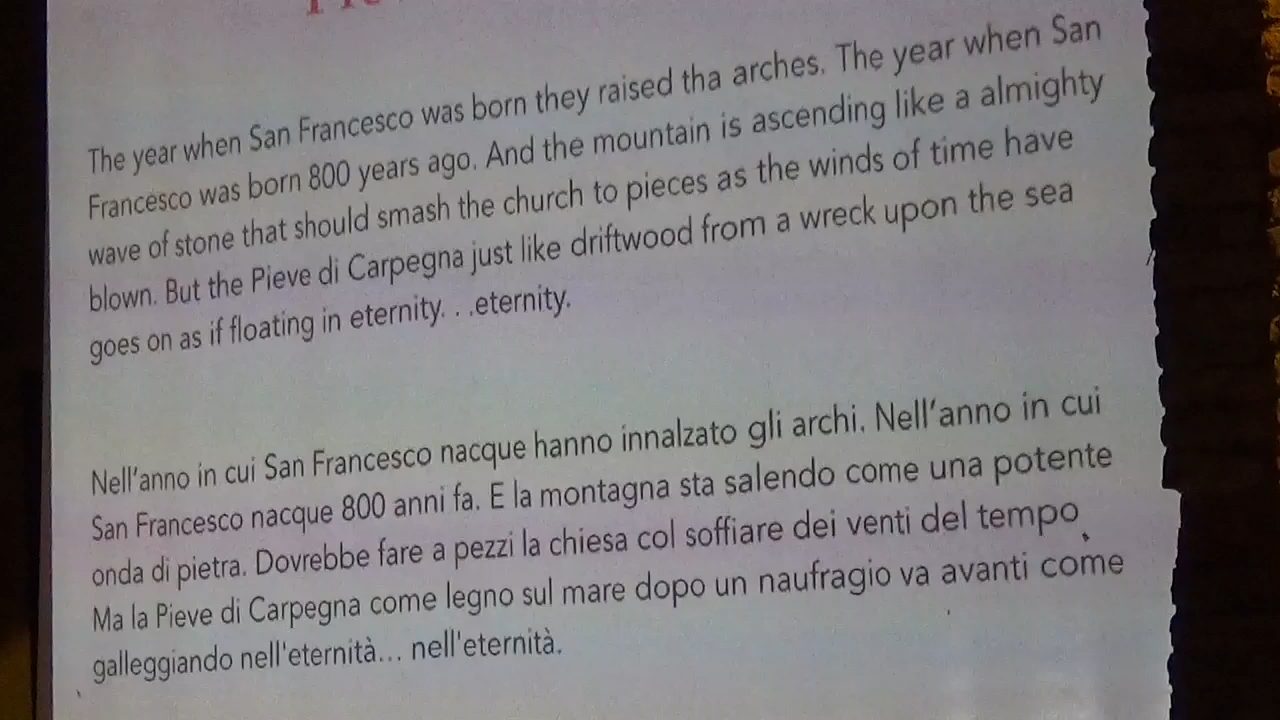 The year when San Francesco was born they raised tha arches. The year when San
Francesco was born 800 years ago. And the mountain is ascending like a almighty
wave of stone that should smash the church to pieces as the winds of time have
blown. But the Pieve di Carpegna just like driftwood from a wreck upon the sea
goes on as if floating in eternity. . .eternity.
Nell'anno in cui San Francesco nacque hanno innalzato gli archi. Nell'anno in cui
San Francesco nacque 800 anni fa. E la montagna sta salendo come una potente
onda di pietra. Dovrebbe fare a pezzi la chiesa col soffiare dei venti del tempo
Ma la Pieve di Carpegna come legno sul mare dopo un naufragio va avanti come
galleggiando nell'eternità... nell'eternità.